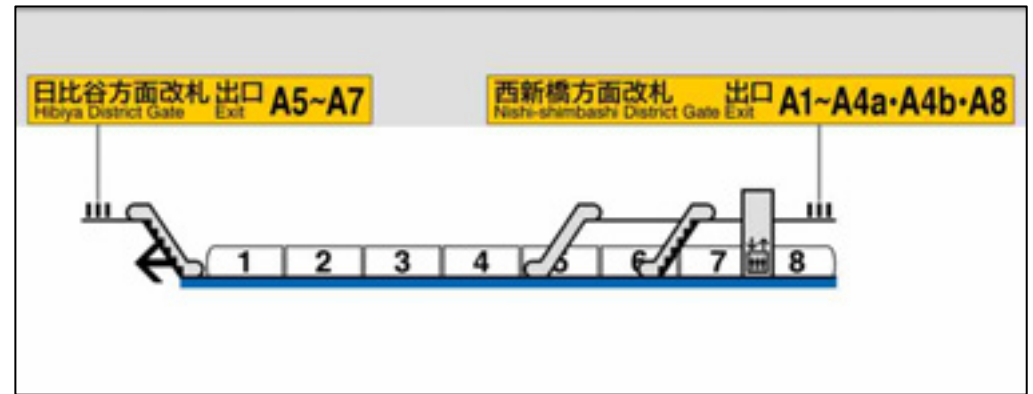 日比谷方面改札 出口 A5~A7
Hibiya District Gate Exit
西新橋方面改札 出口 A1~A4a・A4b・A8
Nishi-shimbashi District Gate Exit
1 2 3 4 5 6 7 8